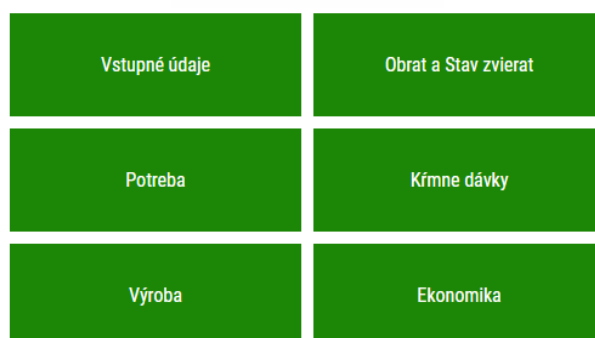 Vstupné údaje
Obrat a Stav zvierat
Potreba
Kŕmne dávky
Výroba
Ekonomika